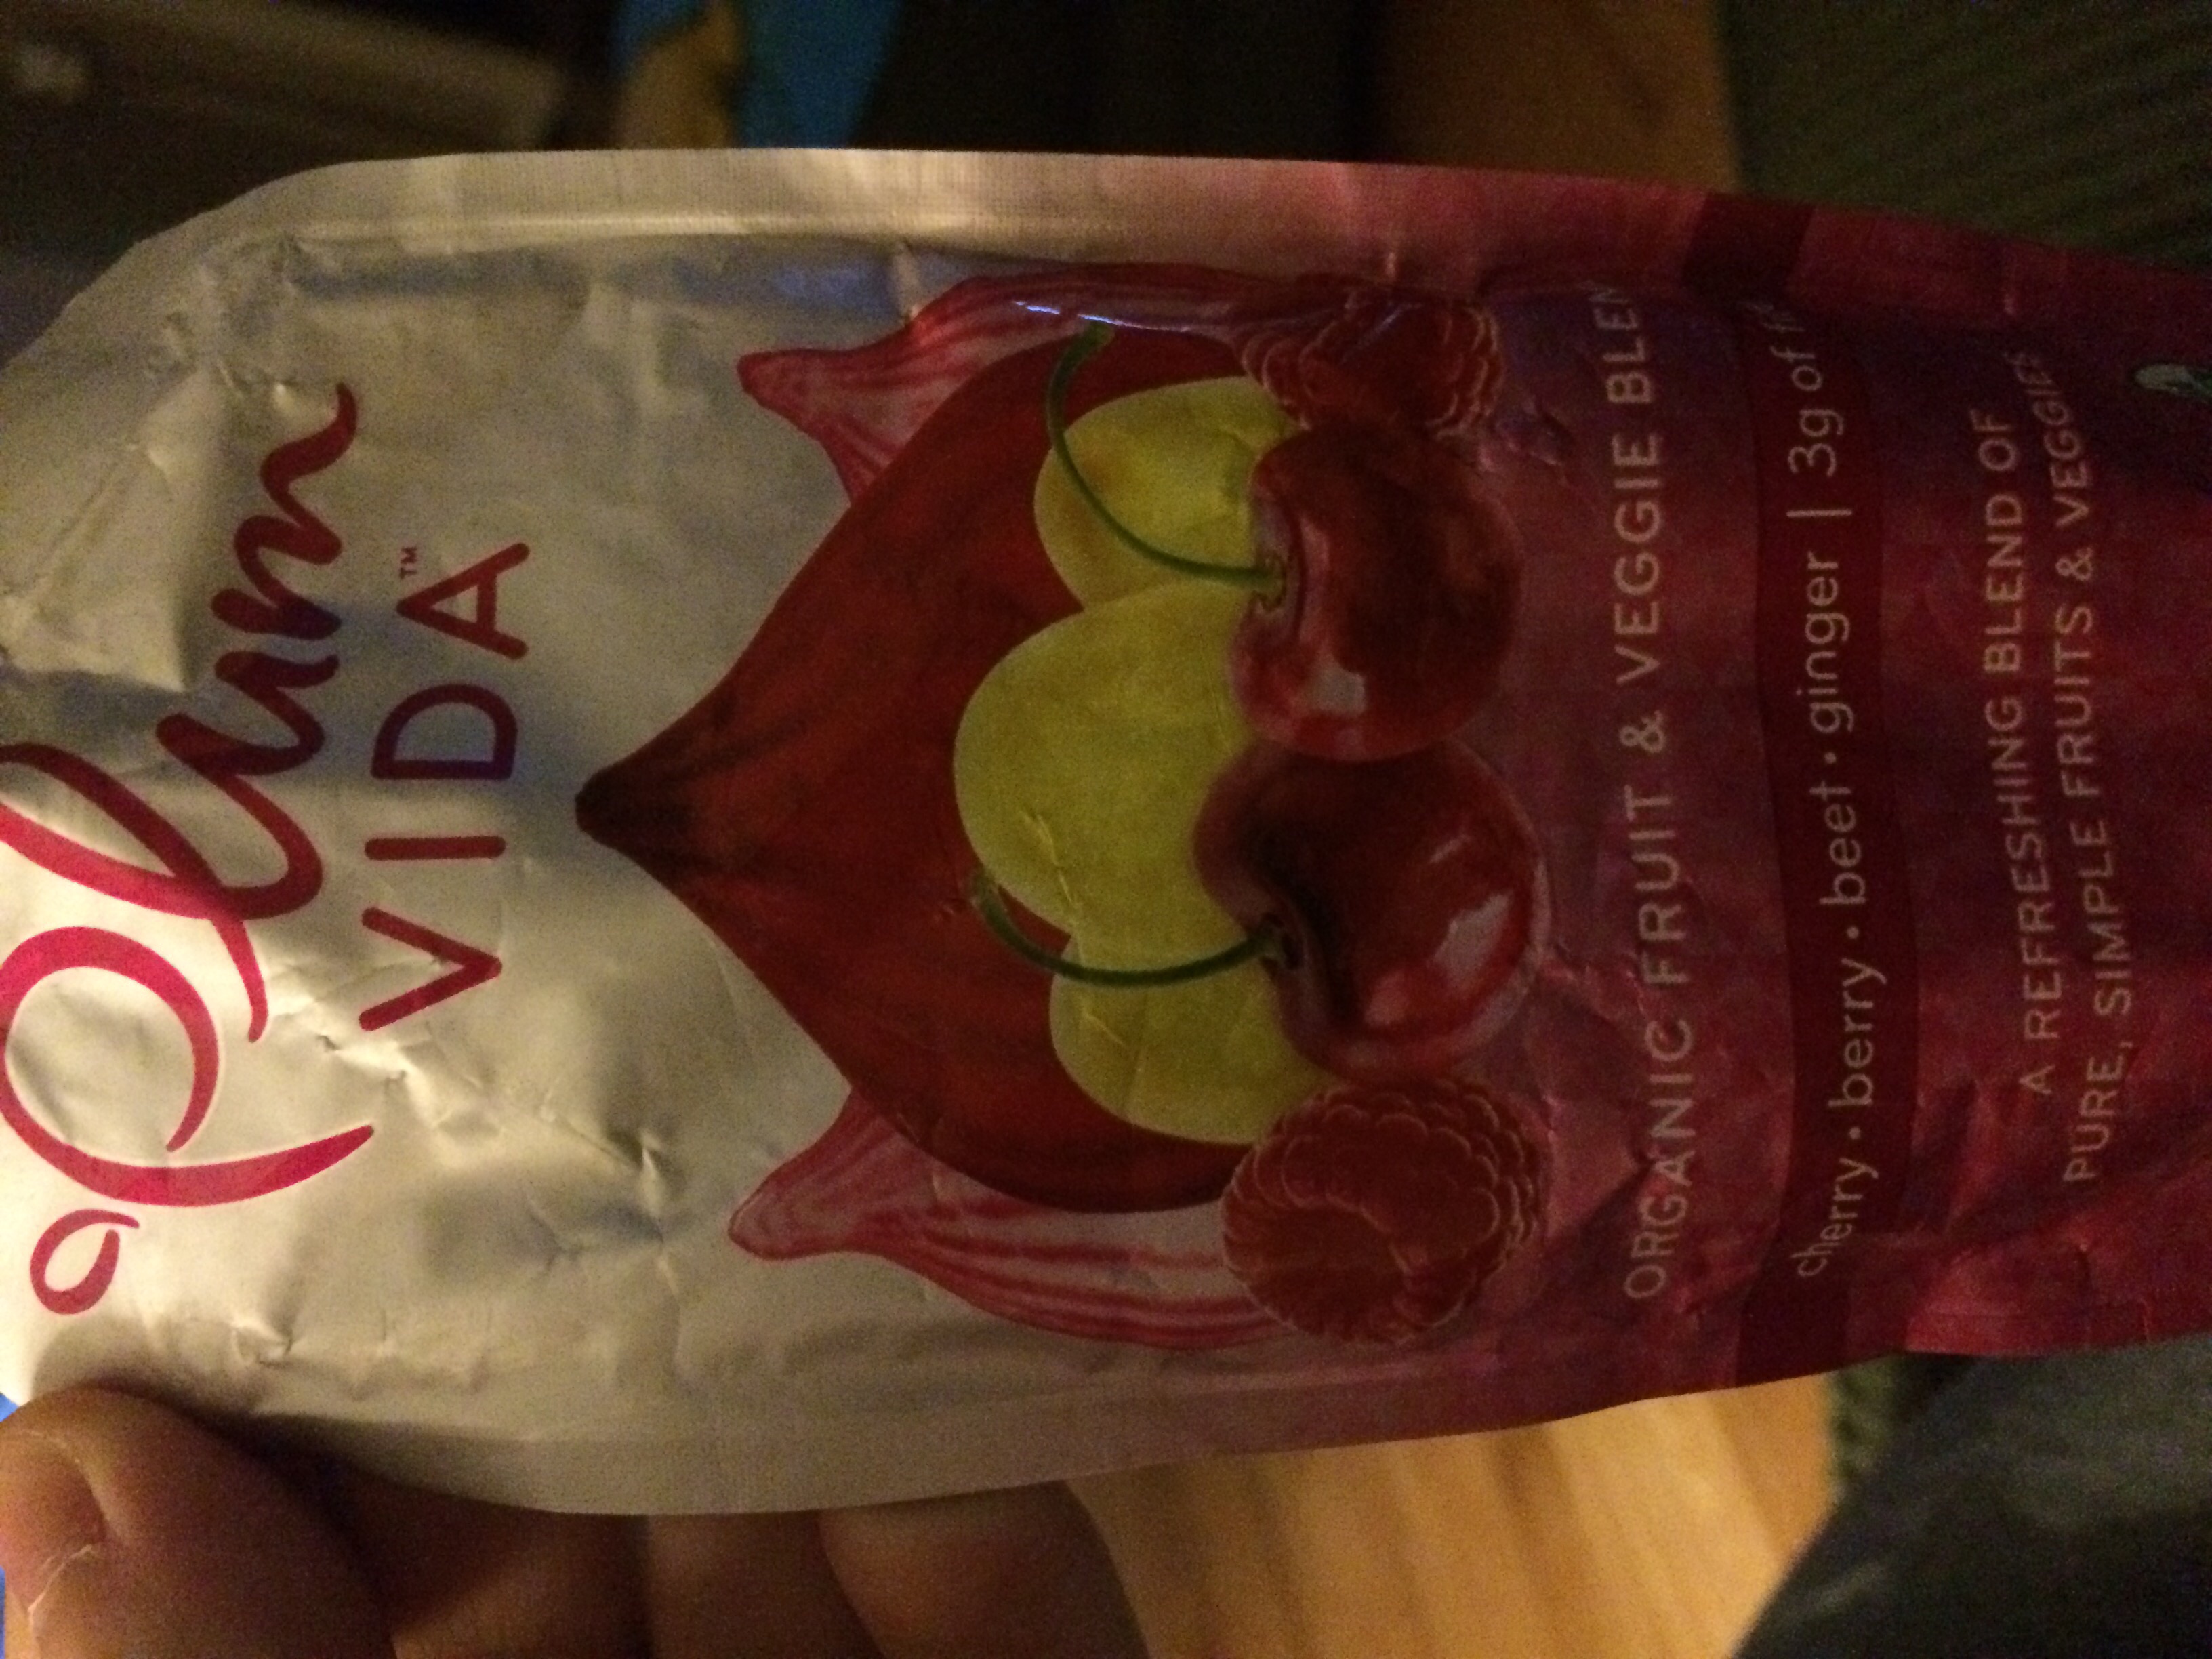 Plum
VIDA™
ORGANIC FRUIT & VEGGIE
cherry • berry • beet • ginger | 3g of
A REFRESHING BLEND OF
PURE, SIMPLE FRUITS & VEGGIES